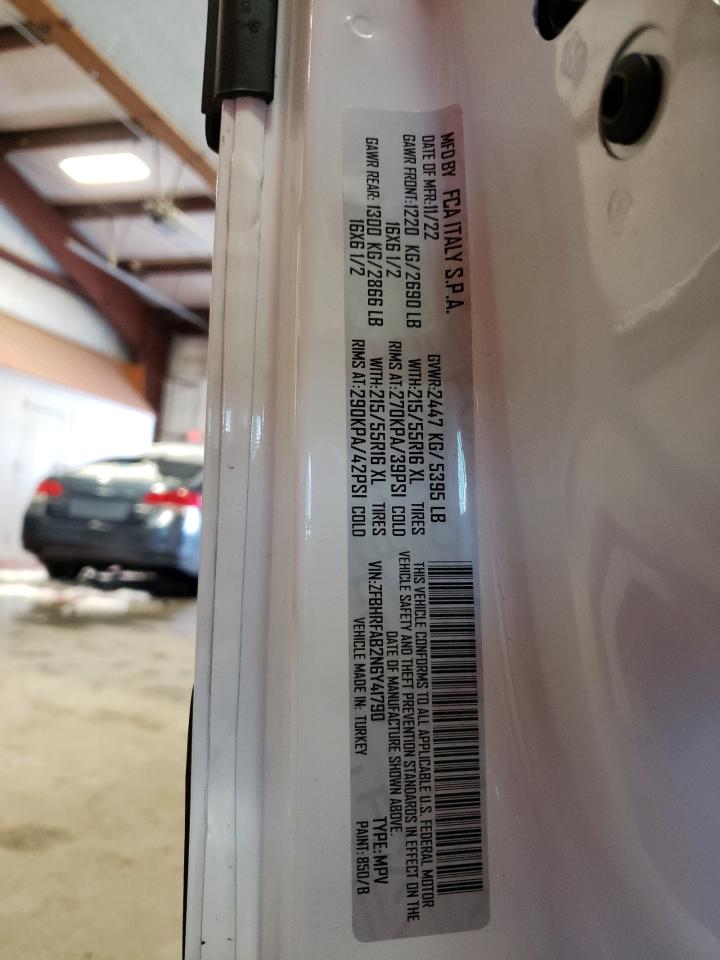 MFD BY FCA ITALY S.P.A.
DATE OF MFR:11/22 GVWR:2447 KG/5395 LB
GAWR FRONT:1220 KG/2690 LB WITH:215/55R16 XL TIRES
16X6 1/2 RIMS AT:270KPA/39PSI COLD
GAWR REAR: 1300 KG/2866 LB WITH:215/55R16 XL TIRES
16X6 1/2 RIMS AT:290KPA/42PSI COLD
THIS VEHICLE CONFORMS TO ALL APPLICABLE U.S. FEDERAL MOTOR
VEHICLE SAFETY AND THEFT PREVENTION STANDARDS IN EFFECT ON THE
DATE OF MANUFACTURE SHOWN ABOVE.
VIN:ZFBHRFAB2N6Y41790 TYPE:MPV
VEHICLE MADE IN: TURKEY PAINT:850/B